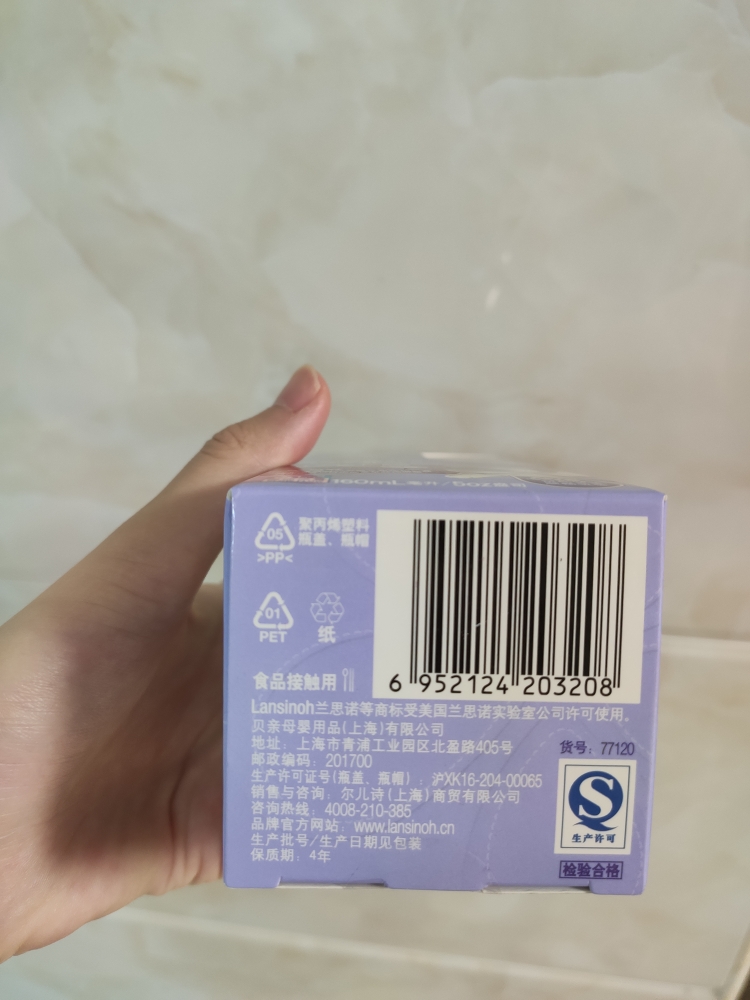 160mL 毫升/5oz盎司
05
>PP<
聚丙烯塑料
瓶盖、瓶帽
01
PET
纸
食品接触用
6 952124 203208
Lansinoh兰思诺等商标受美国兰思诺实验室公司许可使用。
贝亲母婴用品(上海)有限公司
地址：上海市青浦工业园区北盈路405号
货号：77120
邮政编码：201700
生产许可证号(瓶盖、瓶帽)：沪XK16-204-00065
销售与咨询：尔儿诗(上海)商贸有限公司
咨询热线：4008-210-385
品牌官方网站：www.lansinoh.cn
生产批号/生产日期见包装
保质期：4年
生产许可
检验合格